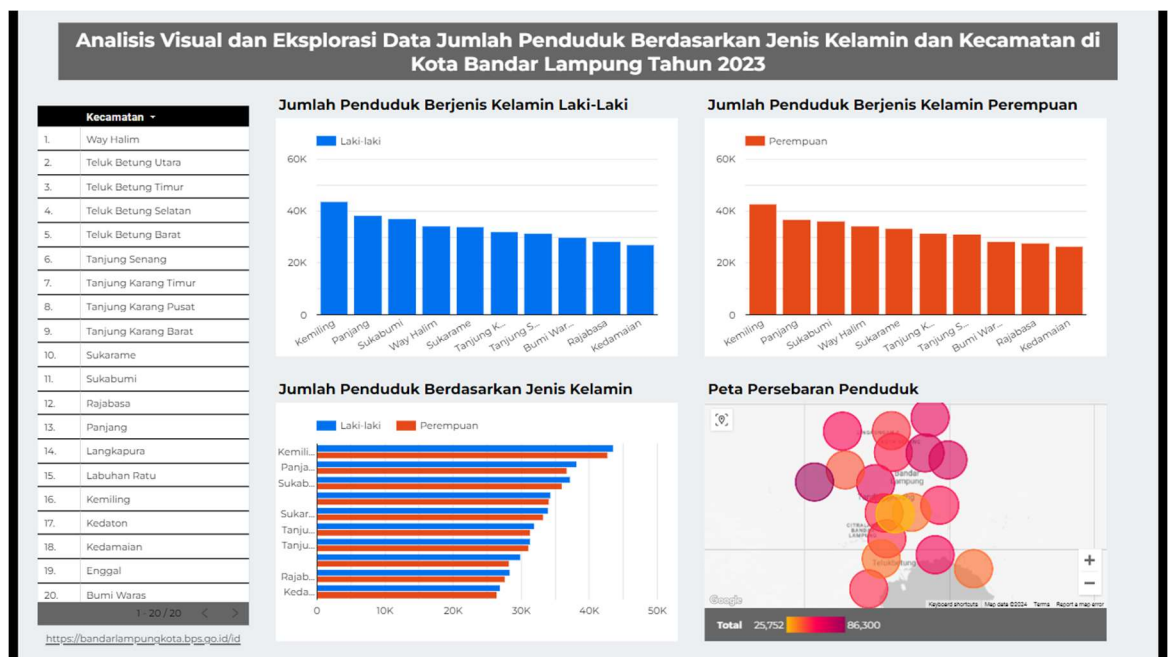 Analisis Visual dan Eksplorasi Data Jumlah Penduduk Berdasarkan Jenis Kelamin dan Kecamatan di
Kota Bandar Lampung Tahun 2023
Kecamatan
1. Way Halim
2. Teluk Betung Utara
3. Teluk Betung Timur
4. Teluk Betung Selatan
5. Teluk Betung Barat
6. Tanjung Senang
7. Tanjung Karang Timur
8. Tanjung Karang Pusat
9. Tanjung Karang Barat
10. Sukarame
11. Sukabumi
12. Rajabasa
13. Panjang
14. Langkapura
15. Labuhan Ratu
16. Kemiling
17. Kedaton
18. Kedamaian
19. Enggal
20. Bumi Waras
1 - 20 / 20 < >
https://bandarlampungkota.bps.go.id/id
Jumlah Penduduk Berjenis Kelamin Laki-Laki
Laki-laki
60K
40K
20K
0
Kemiling
Panjang
Sukabumi
Way Halim
Sukarame
Tanjung K...
Tanjung S...
Bumi War...
Rajabasa
Kedamaian
Jumlah Penduduk Berjenis Kelamin Perempuan
Perempuan
60K
40K
20K
0
Kemiling
Panjang
Sukabumi
Way Halim
Sukarame
Tanjung K...
Tanjung S...
Bumi War...
Rajabasa
Kedamaian
Jumlah Penduduk Berdasarkan Jenis Kelamin
Laki-laki Perempuan
Kemili...
Panja...
Sukab...
Sukar...
Tanju...
Tanju...
Rajab...
Keda...
0 10K 20K 30K 40K 50K
Peta Persebaran Penduduk
Bandar
Lampung
+
−
Google
Keyboard shortcuts Map data ©2024 Terms Report a map error
Total 25,752 86,300